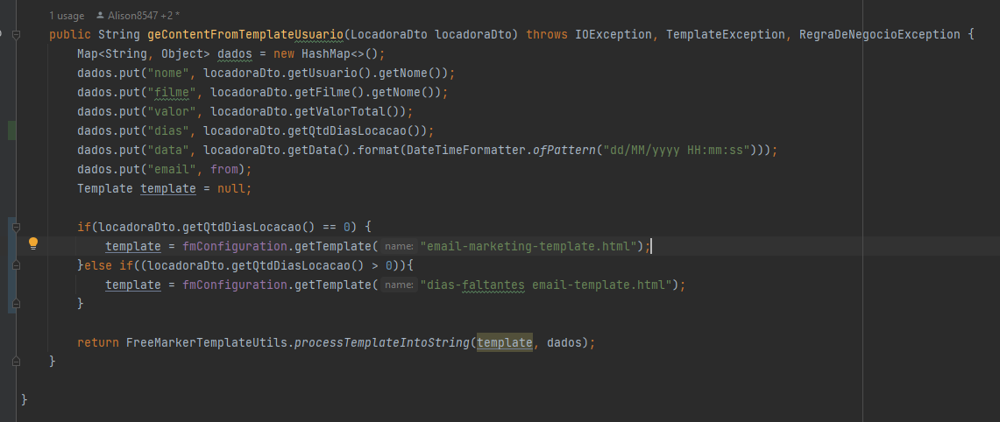 1 usage Alison8547 +2 *
public String geContentFromTemplateUsuario(LocadoraDto locadoraDto) throws IOException, TemplateException, RegraDeNegocioException {
Map<String, Object> dados = new HashMap<>();
dados.put("nome", locadoraDto.getUsuario().getNome());
dados.put("filme", locadoraDto.getFilme().getNome());
dados.put("valor", locadoraDto.getValorTotal());
dados.put("dias", locadoraDto.getQtdDiasLocacao());
dados.put("data", locadoraDto.getData().format(DateTimeFormatter.ofPattern("dd/MM/yyyy HH:mm:ss")));
dados.put("email", from);
Template template = null;
if(locadoraDto.getQtdDiasLocacao() == 0) {
template = fmConfiguration.getTemplate( name: "email-marketing-template.html");
}else if((locadoraDto.getQtdDiasLocacao() > 0)){
template = fmConfiguration.getTemplate( name: "dias-faltantes email-template.html");
}
return FreeMarkerTemplateUtils.processTemplateIntoString(template, dados);
}
}